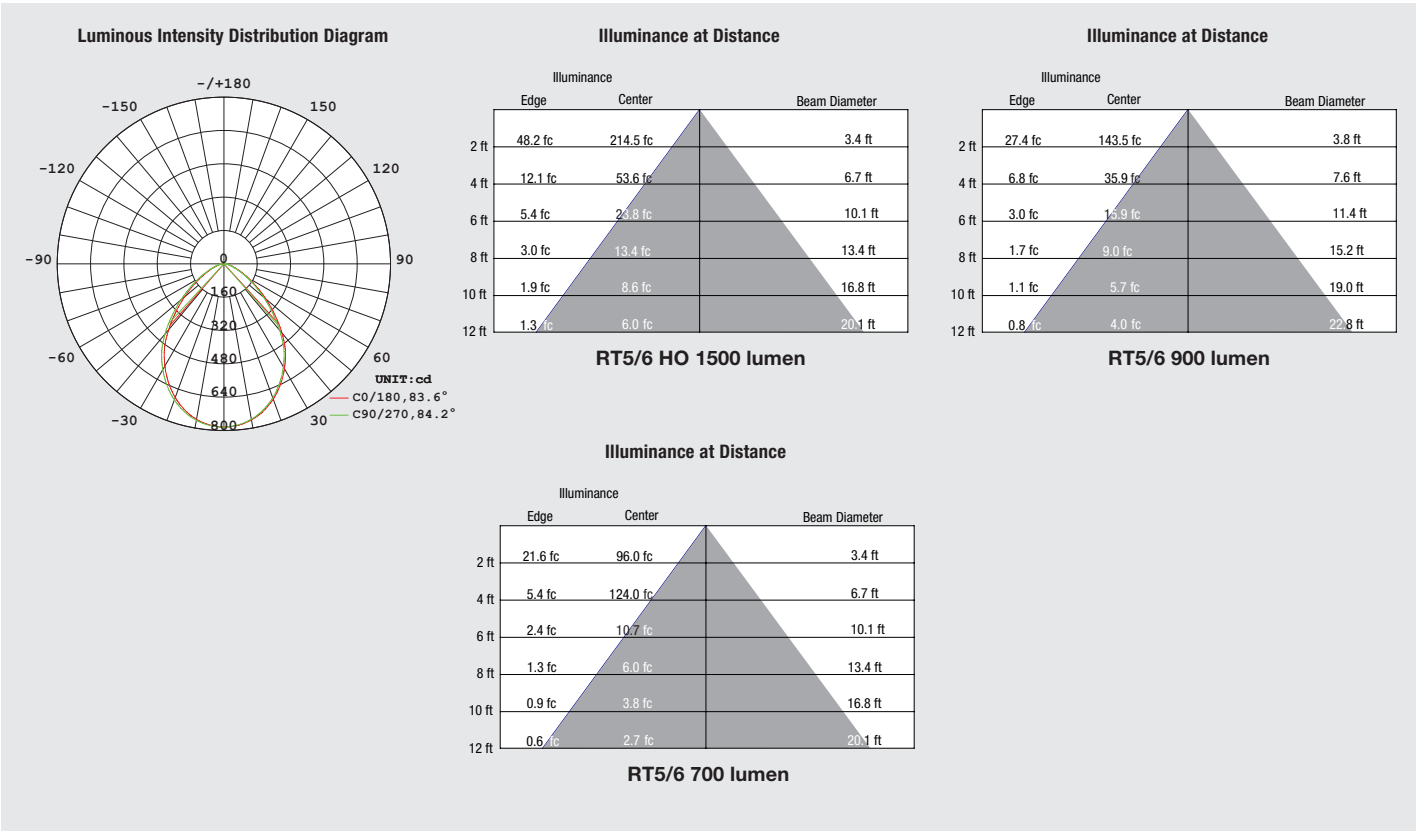 Luminous Intensity Distribution Diagram
-/+180
-150 150
-120 120
-90 0 90
160
320
480
-60 60
640
UNIT:cd
C0/180,83.6°
C90/270,84.2°
-30 800 30
Illuminance at Distance
Illuminance
Edge Center Beam Diameter
2 ft 48.2 fc 214.5 fc 3.4 ft
4 ft 12.1 fc 53.6 fc 6.7 ft
6 ft 5.4 fc 23.8 fc 10.1 ft
8 ft 3.0 fc 13.4 fc 13.4 ft
10 ft 1.9 fc 8.6 fc 16.8 ft
12 ft 1.3 fc 6.0 fc 20.1 ft
RT5/6 HO 1500 lumen
Illuminance at Distance
Illuminance
Edge Center Beam Diameter
2 ft 27.4 fc 143.5 fc 3.8 ft
4 ft 6.8 fc 35.9 fc 7.6 ft
6 ft 3.0 fc 15.9 fc 11.4 ft
8 ft 1.7 fc 9.0 fc 15.2 ft
10 ft 1.1 fc 5.7 fc 19.0 ft
12 ft 0.8 fc 4.0 fc 22.8 ft
RT5/6 900 lumen
Illuminance at Distance
Illuminance
Edge Center Beam Diameter
2 ft 21.6 fc 96.0 fc 3.4 ft
4 ft 5.4 fc 124.0 fc 6.7 ft
6 ft 2.4 fc 10.7 fc 10.1 ft
8 ft 1.3 fc 6.0 fc 13.4 ft
10 ft 0.9 fc 3.8 fc 16.8 ft
12 ft 0.6 fc 2.7 fc 20.1 ft
RT5/6 700 lumen